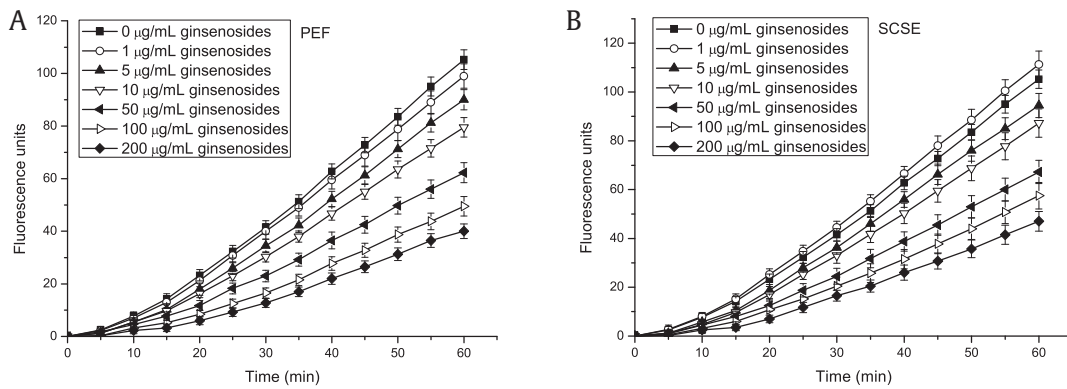 A
PEF
0 μg/mL ginsenosides
1 μg/mL ginsenosides
5 μg/mL ginsenosides
10 μg/mL ginsenosides
50 μg/mL ginsenosides
100 μg/mL ginsenosides
200 μg/mL ginsenosides
Fluorescence units
120
100
80
60
40
20
0
0 10 20 30 40 50 60
Time (min)
B
SCSE
0 μg/mL ginsenosides
1 μg/mL ginsenosides
5 μg/mL ginsenosides
10 μg/mL ginsenosides
50 μg/mL ginsenosides
100 μg/mL ginsenosides
200 μg/mL ginsenosides
Fluorescence units
120
100
80
60
40
20
0
0 10 20 30 40 50 60
Time (min)